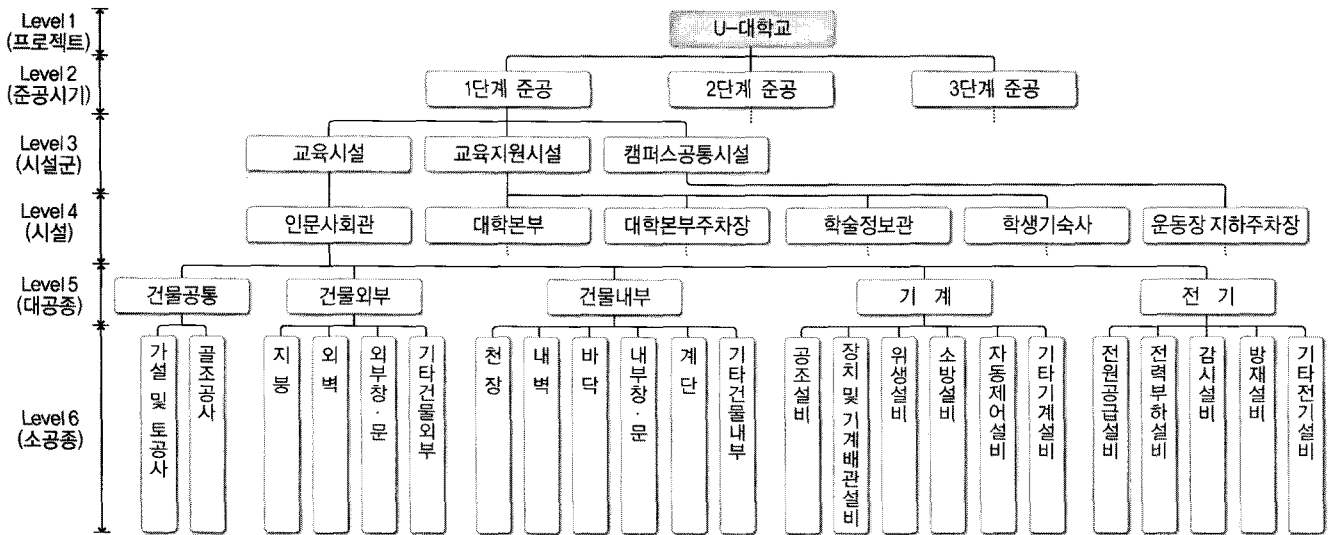 Level 1
(프로젝트)
U-대학교
Level 2
(준공시기)
1단계 준공
2단계 준공
3단계 준공
Level 3
(시설군)
교육시설
교육지원시설
캠퍼스공통시설
Level 4
(시설)
인문사회관
대학본부
대학본부주차장
학술정보관
학생기숙사
운동장 지하주차장
Level 5
(대공종)
건물공통
건물외부
건물내부
기 계
전 기
Level 6
(소공종)
가설 및 토공사
골조공사
지붕
외벽
외부창·문
기타건물외부
천장
내벽
바닥
내부창·문
계단
기타건물내부
공조설비
장치 및 기계배관설비
위생설비
소방설비
자동제어설비
기타기계설비
전원공급설비
전력부하설비
감시설비
방재설비
기타전기설비